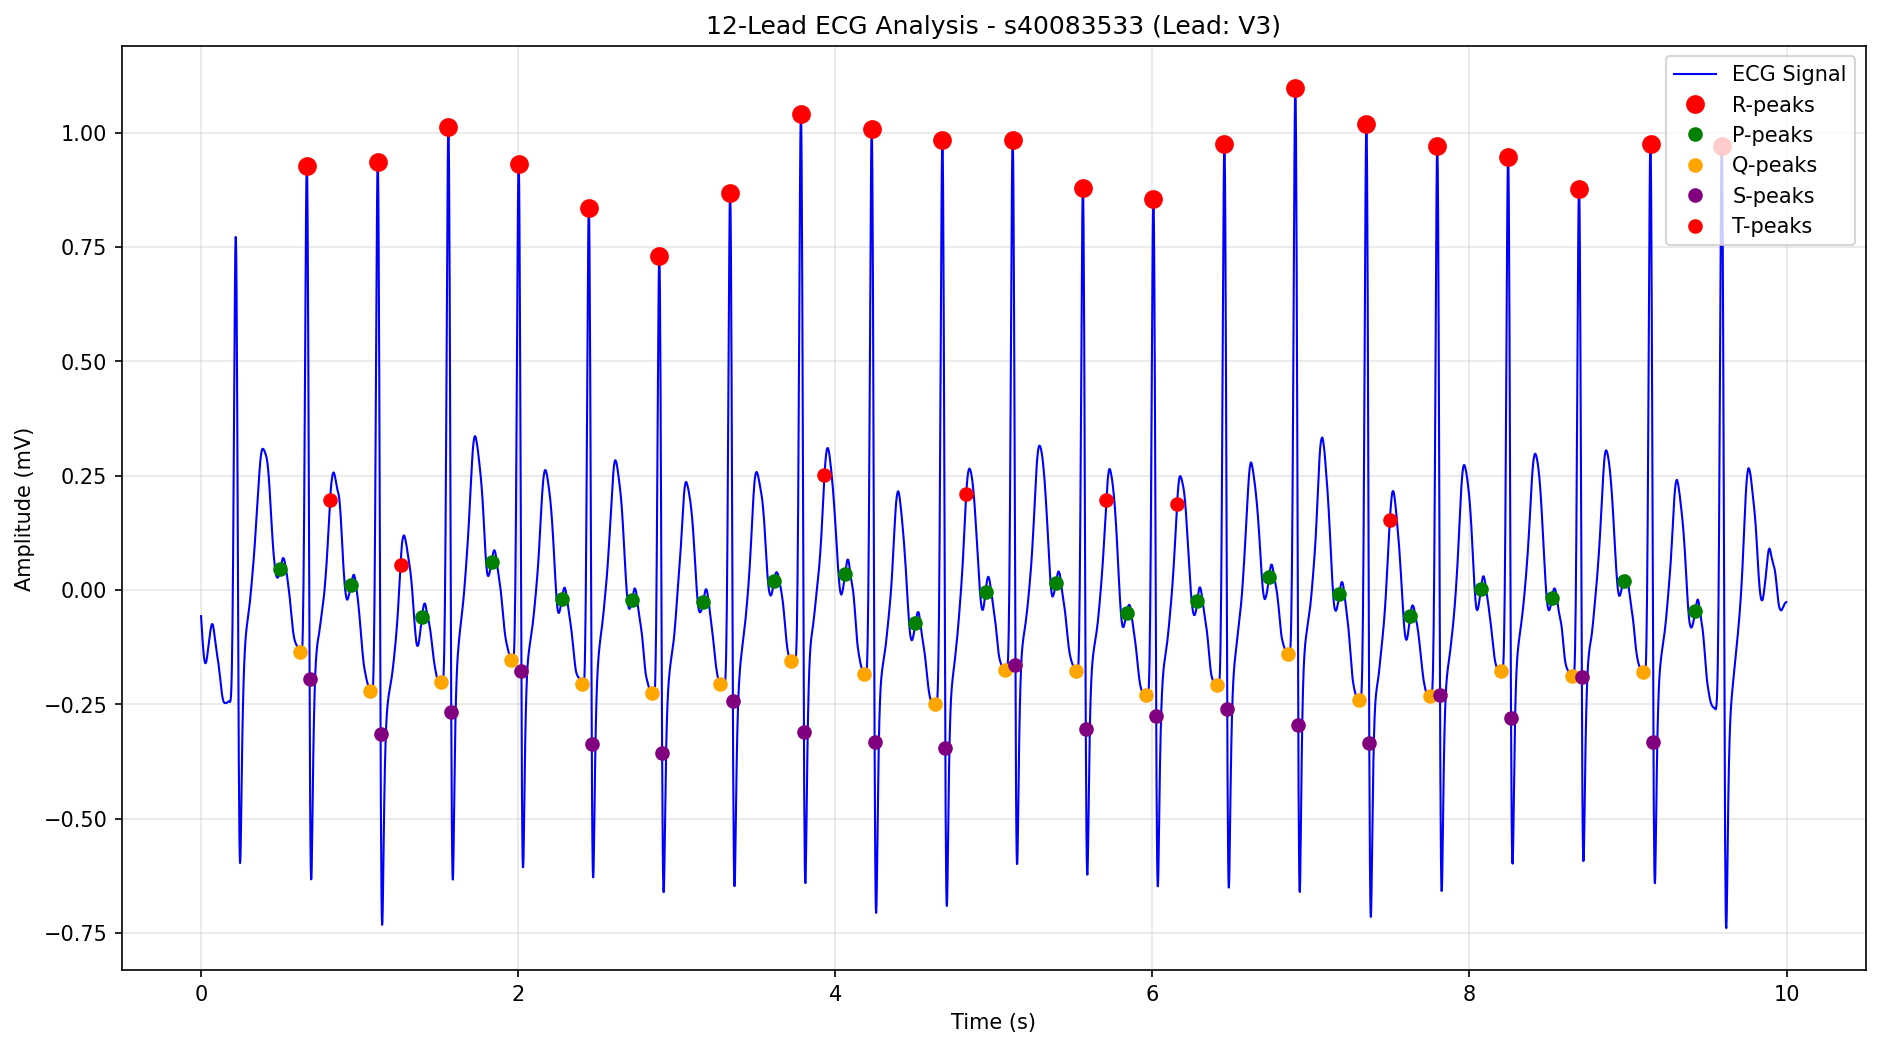 12-Lead ECG Analysis - s40083533 (Lead: V3)
ECG Signal
R-peaks
P-peaks
Q-peaks
S-peaks
T-peaks
1.00
0.75
0.50
0.25
0.00
−0.25
−0.50
−0.75
Amplitude (mV)
0 2 4 6 8 10
Time (s)